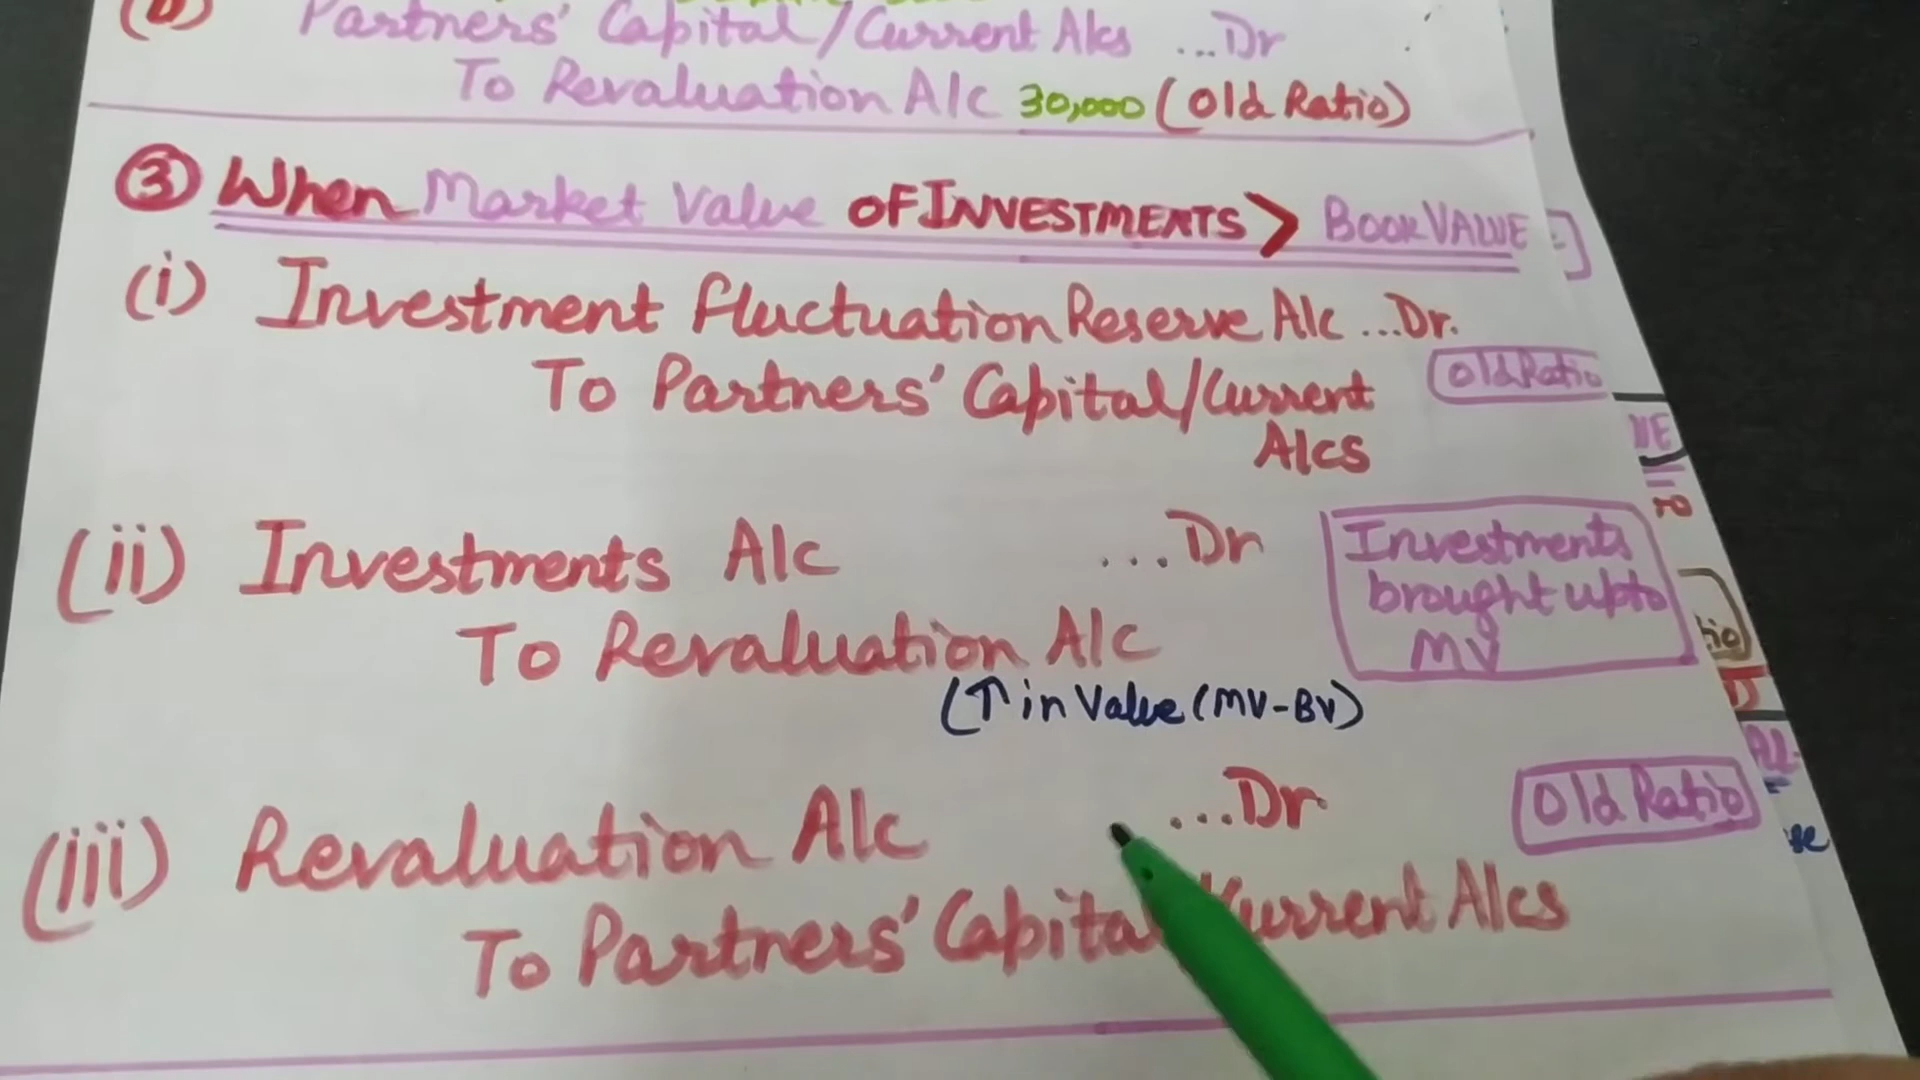 Partners' Capital/Current A/cs ...Dr
To Revaluation A/c 30,000 (Old Ratio)
③ When Market Value OF INVESTMENTS > BOOK VALUE
(i) Investment Fluctuation Reserve A/c ...Dr.
To Partners' Capital/Current A/cs
Old Ratio
(ii) Investments A/c ...Dr
To Revaluation A/c
(↑ in Value (MV-BV)
Investments
brought upto
MV
(iii) Revaluation A/c ...Dr
Old Ratio
To Partners' Capital/Current A/cs